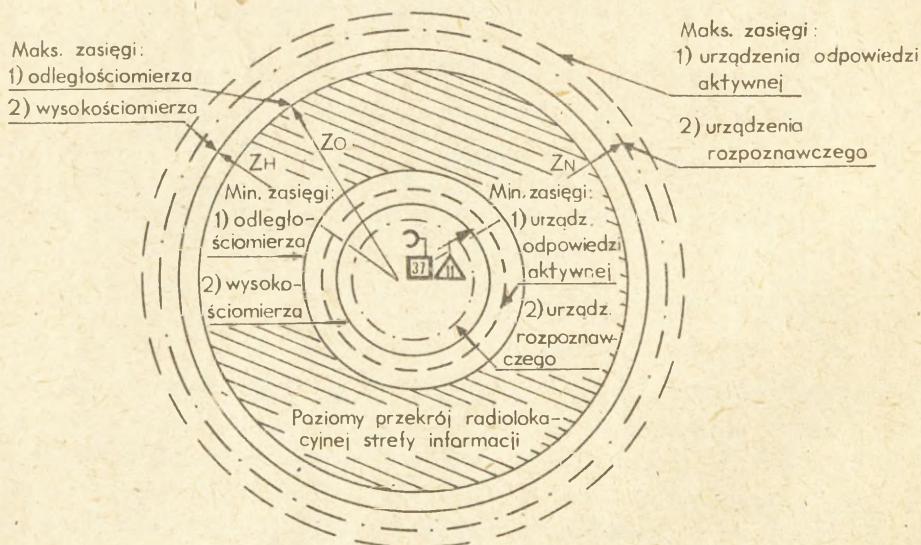 Maks. zasięgi:
1) odległościomierza
2) wysokościomierza
Maks. zasięgi:
1) urządzenia odpowiedzi
aktywnej
2) urządzenia
rozpoznawczego
ZH
ZO
ZN
Min. zasięgi:
1) odległo-
ściomierza
2) wysoko-
ściomierza
Min. zasięgi:
1) urządz.
odpowiedzi
aktywnej
2) urządz.
rozpoznaw-
czego
37
Poziomy przekrój radioloka-
cyjnej strefy informacji